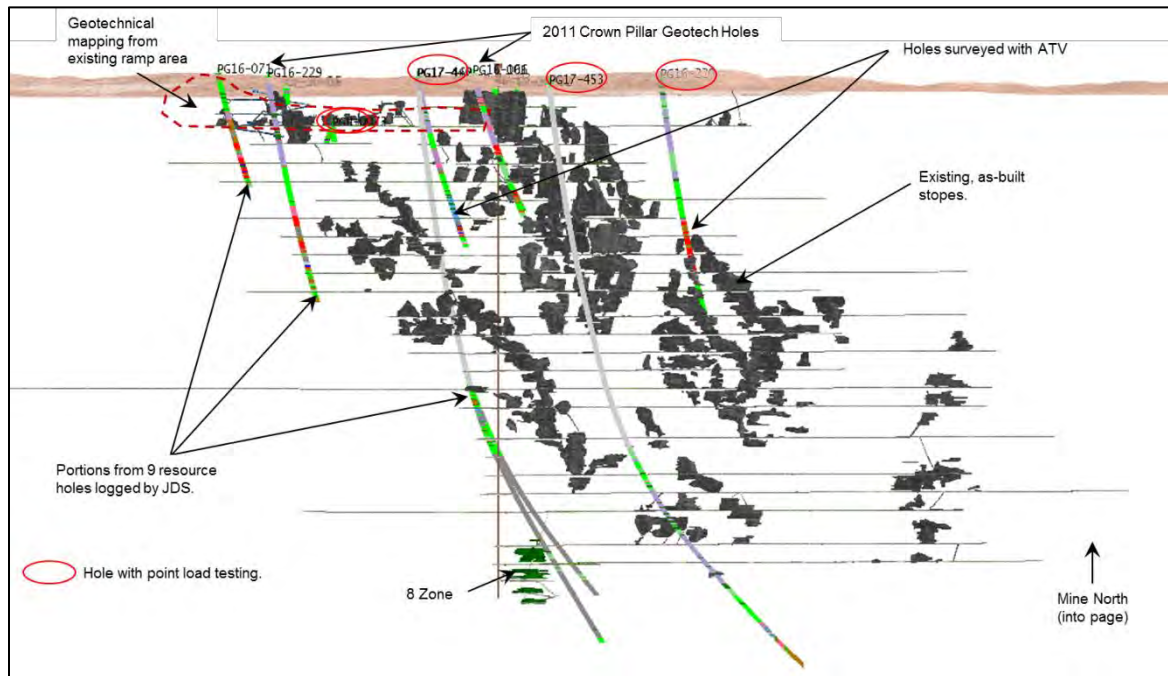 Geotechnical
mapping from
existing ramp area
2011 Crown Pillar Geotech Holes
Holes surveyed with ATV
PG16-071
PG16-229
PG17-453
Existing, as-built
stopes.
Portions from 9 resource
holes logged by JDS.
Hole with point load testing.
8 Zone
Mine North
(into page)